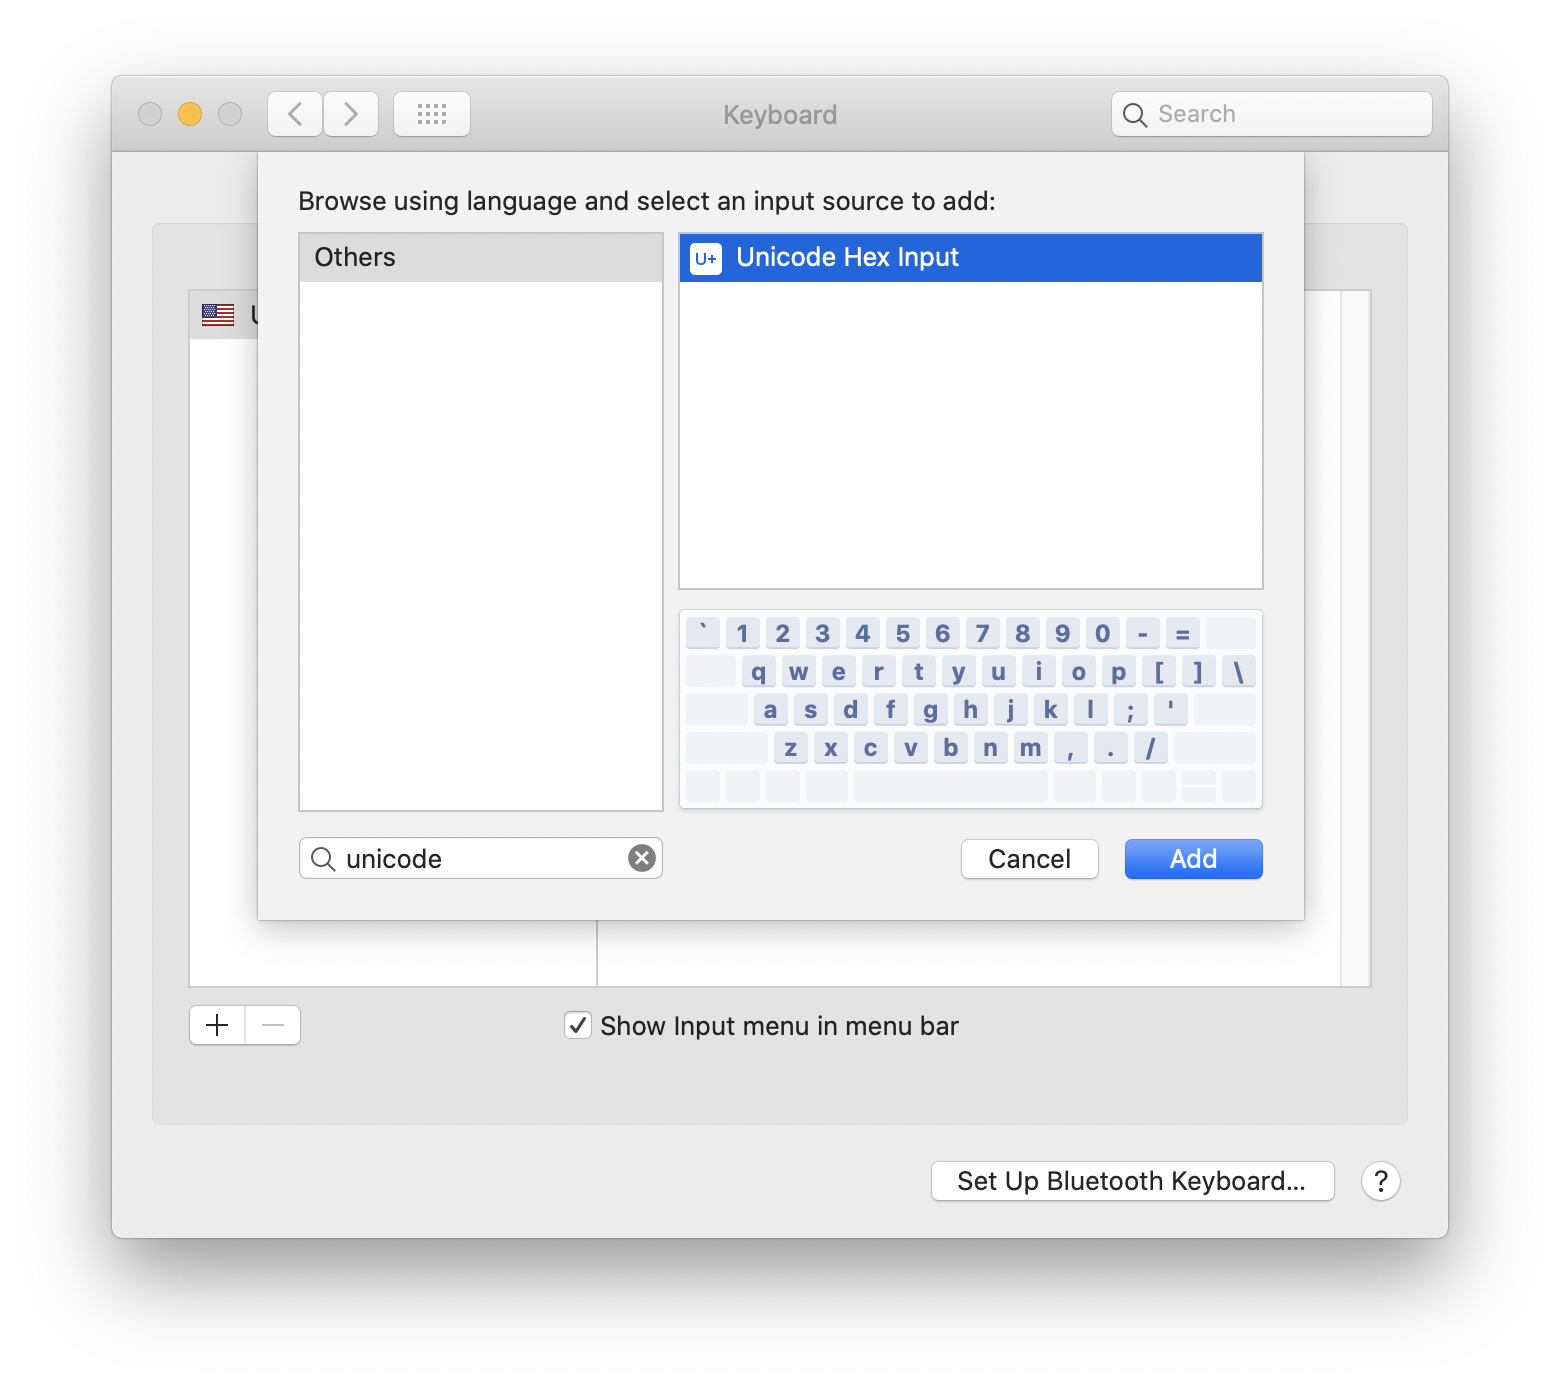 Keyboard
Search
Browse using language and select an input source to add:
Others
U+ Unicode Hex Input
` 1 2 3 4 5 6 7 8 9 0 - =
q w e r t y u i o p [ ] \
a s d f g h j k l ; '
z x c v b n m , . /
unicode
Cancel
Add
Show Input menu in menu bar
Set Up Bluetooth Keyboard...
?